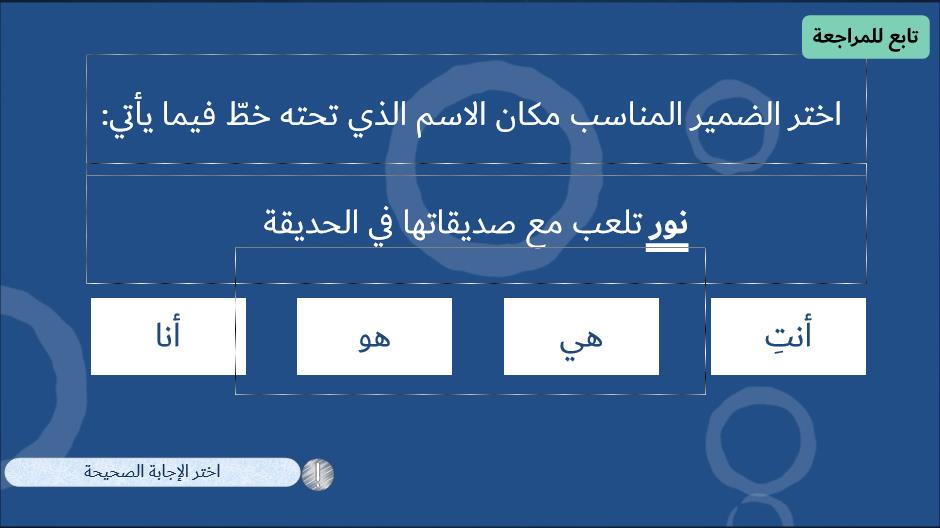 تابع للمراجعة
اختر الضمير المناسب مكان الاسم الذي تحته خطّ فيما يأتي:
نور تلعب مع صديقاتها في الحديقة
أنتِ
هي
هو
أنا
اختر الإجابة الصحيحة
!